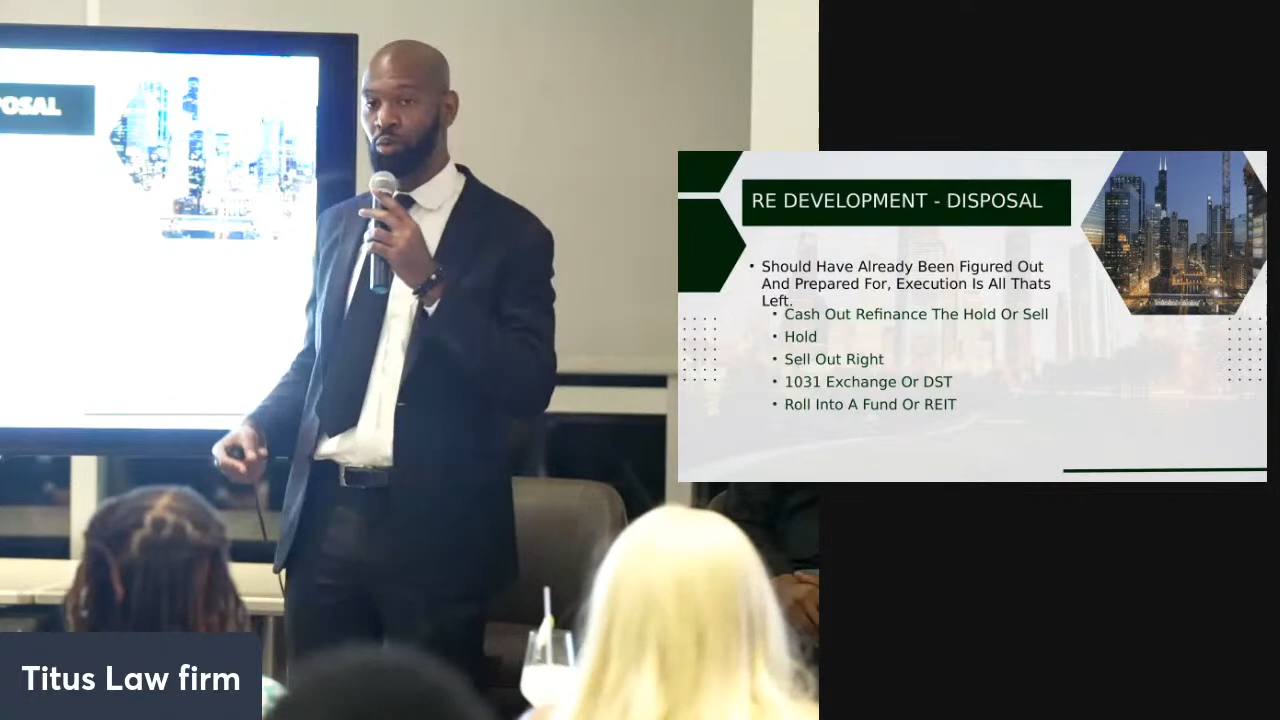 POSAL
RE DEVELOPMENT - DISPOSAL
• Should Have Already Been Figured Out
And Prepared For, Execution Is All Thats
Left.
• Cash Out Refinance The Hold Or Sell
• Hold
• Sell Out Right
• 1031 Exchange Or DST
• Roll Into A Fund Or REIT
Titus Law firm